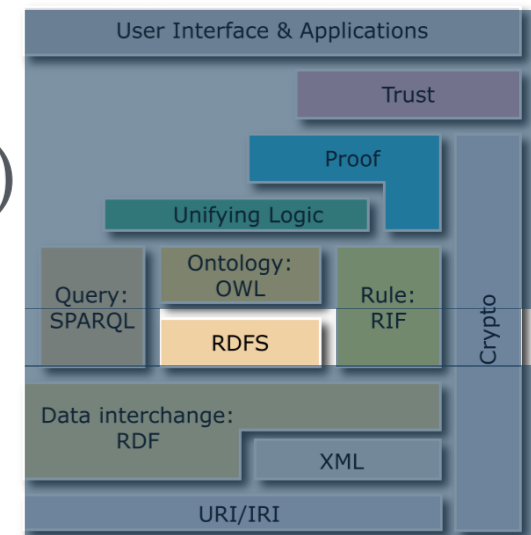 User Interface & Applications
Trust
Proof
Unifying Logic
Query:
SPARQL
Ontology:
OWL
Rule:
RIF
RDFS
Crypto
Data interchange:
RDF
XML
URI/IRI
)